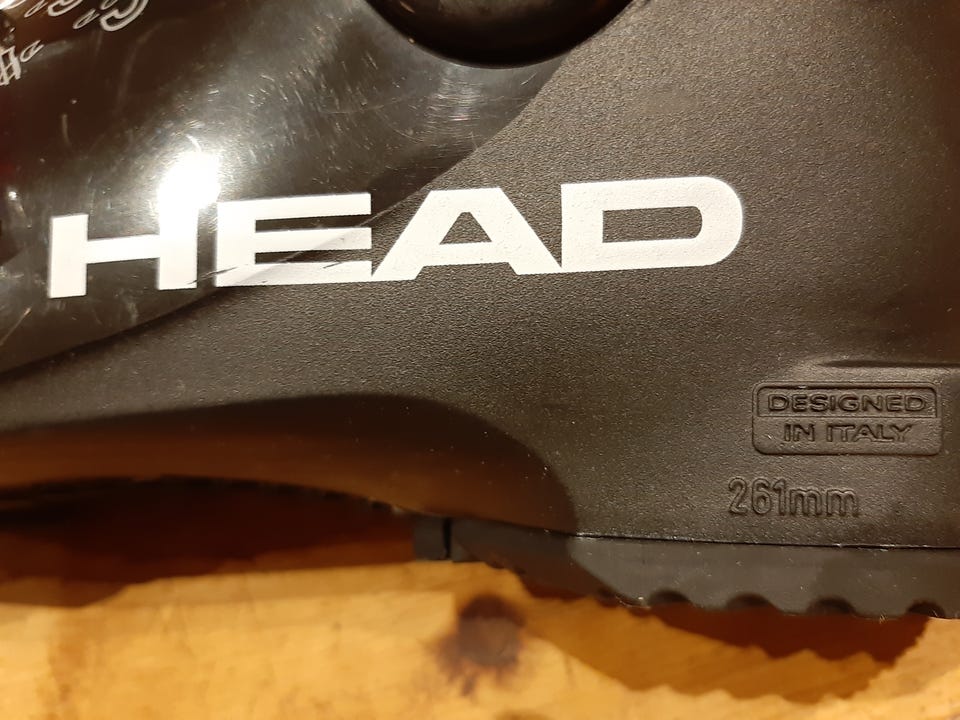 HEAD
DESIGNED
IN ITALY
261mm